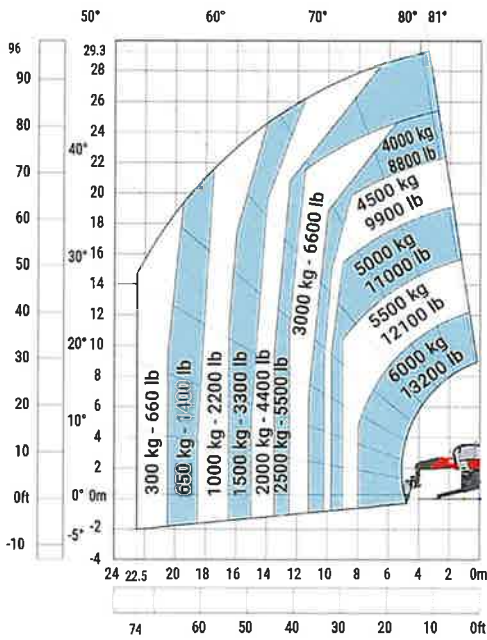 50° 60° 70° 80° 81°
96 29.3
90 28
26
80 24
40°
22
4000 kg
8800 lb
70 20
4500 kg
9900 lb
60 18
16
5000 kg
11000 lb
50 30° 14
12
5500 kg
12100 lb
40
20° 10
30 8
6000 kg
13200 lb
20 6
10° 4
10 2
0ft 0° 0m
-5° -2
-10 -4
300 kg - 660 lb
650 kg - 1400 lb
1000 kg - 2200 lb
1500 kg - 3300 lb
2000 kg - 4400 lb
2500 kg - 5500 lb
3000 kg - 6600 lb
24 22.5 20 18 16 14 12 10 8 6 4 2 0m
74 60 50 40 30 20 10 0ft